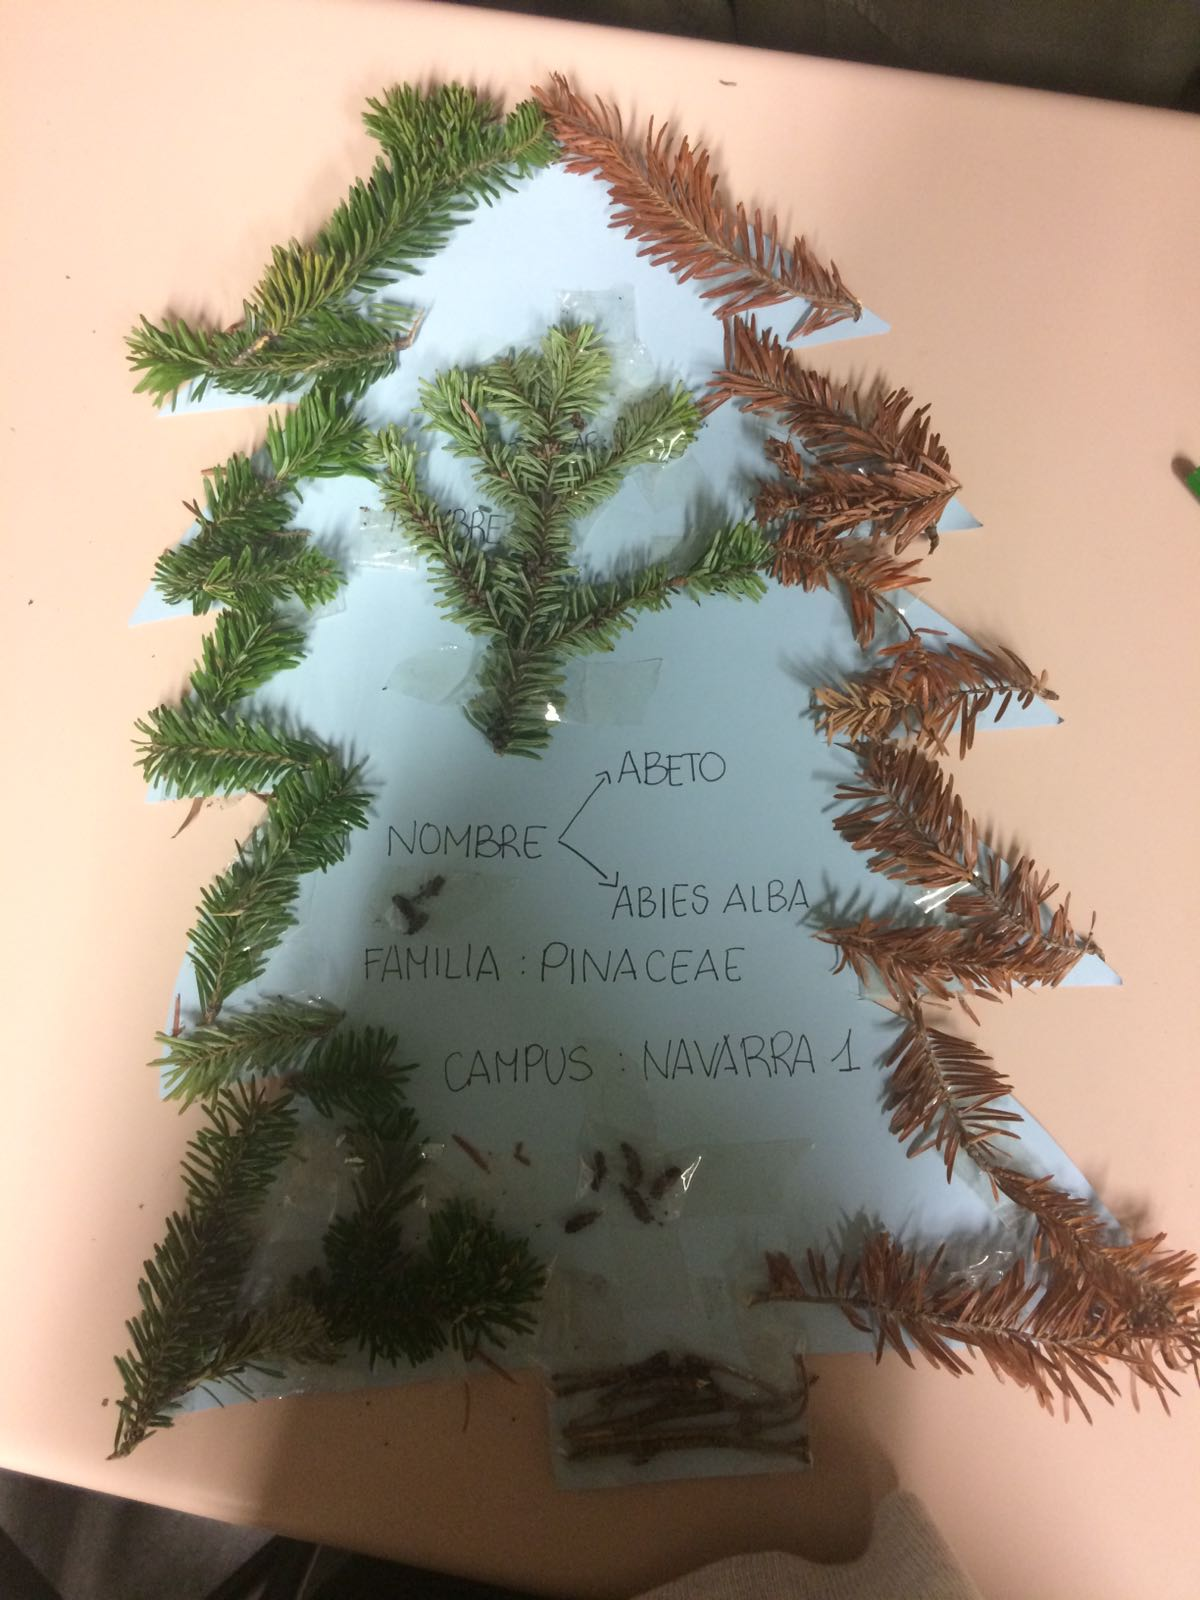 ABETO
NOMBRE
ABIES ALBA
FAMILIA : PINACEAE
CAMPUS : NAVARRA 1